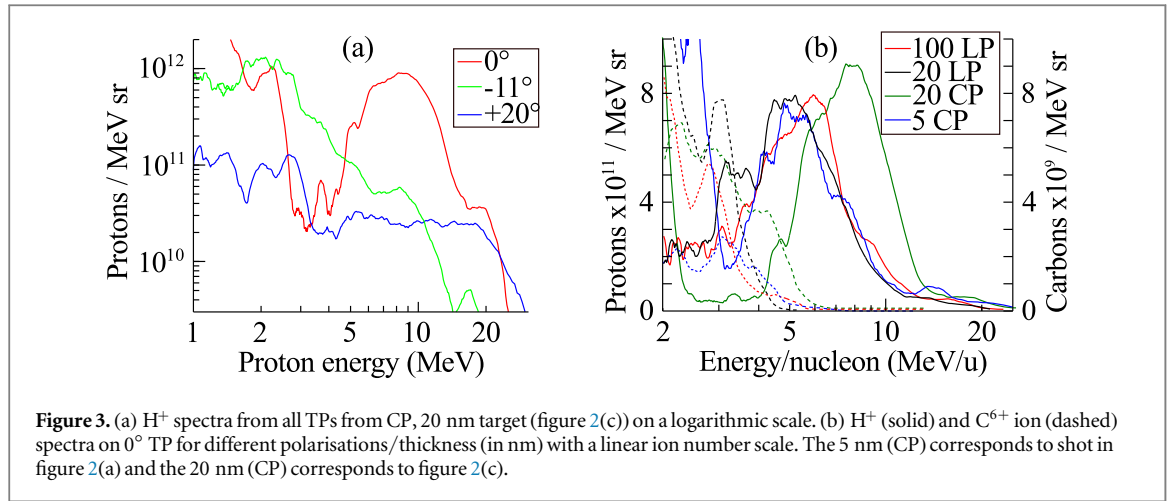 (a)
0°
-11°
+20°
10¹²
10¹¹
10¹⁰
Protons / MeV sr
1 2 5 10 20
Proton energy (MeV)
(b)
100 LP
20 LP
20 CP
5 CP
8
4
0
Protons x10¹¹ / MeV sr
8
4
0
Carbons x10⁹ / MeV sr
2 5 10 20
Energy/nucleon (MeV/u)
Figure 3. (a) H⁺ spectra from all TPs from CP, 20 nm target (figure 2(c)) on a logarithmic scale. (b) H⁺ (solid) and C⁶⁺ ion (dashed)
spectra on 0° TP for different polarisations/thickness (in nm) with a linear ion number scale. The 5 nm (CP) corresponds to shot in
figure 2(a) and the 20 nm (CP) corresponds to figure 2(c).